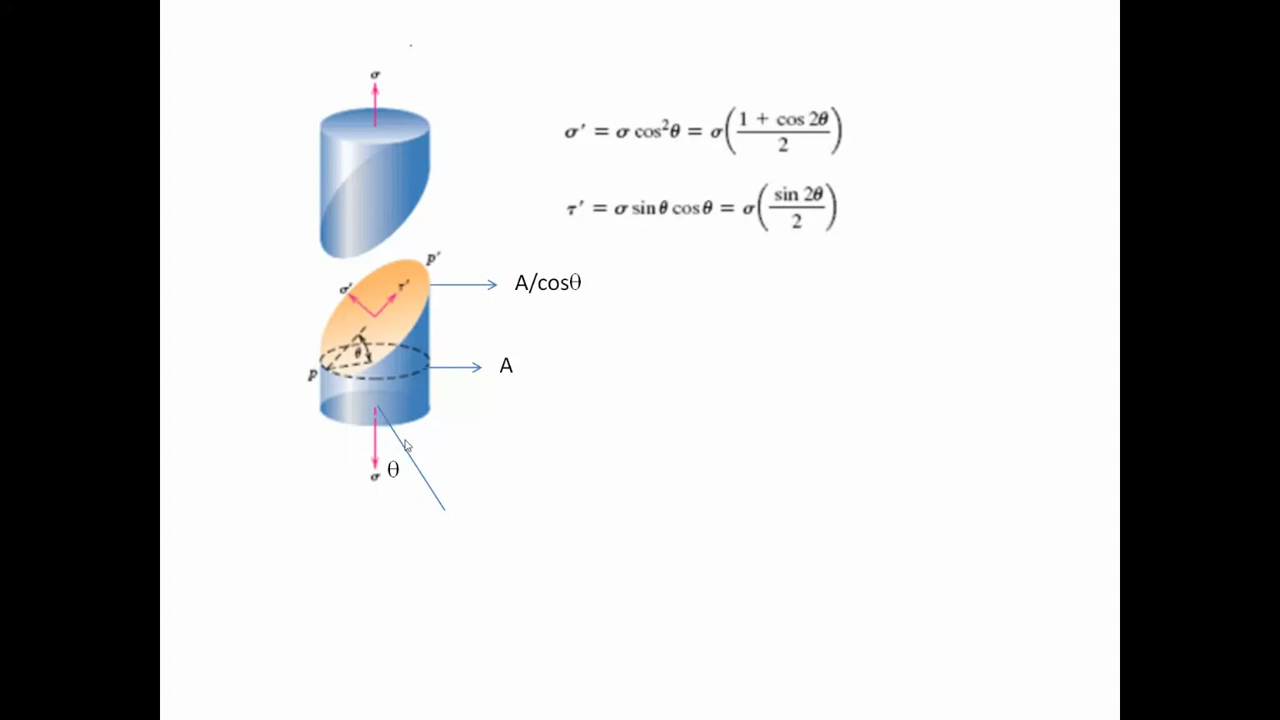 σ
σ′ = σ cos²θ = σ((1 + cos 2θ)/2)
τ′ = σ sin θ cos θ = σ(sin 2θ/2)
p′
A/cosθ
σ′ τ′
θ
A
p
σ θ